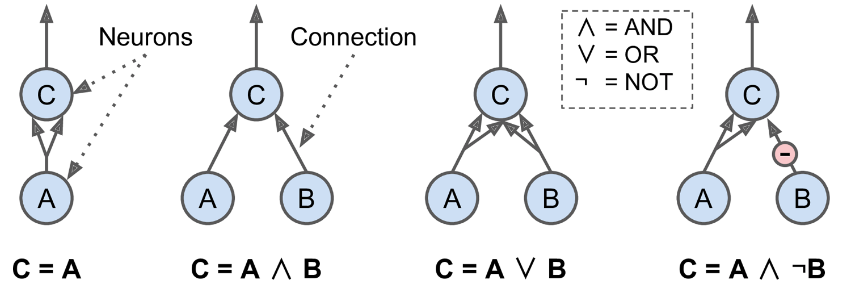 Neurons
Connection
∧ = AND
∨ = OR
¬ = NOT
C
C
C
C
-
A
A
B
A
B
A
B
C = A
C = A ∧ B
C = A ∨ B
C = A ∧ ¬B